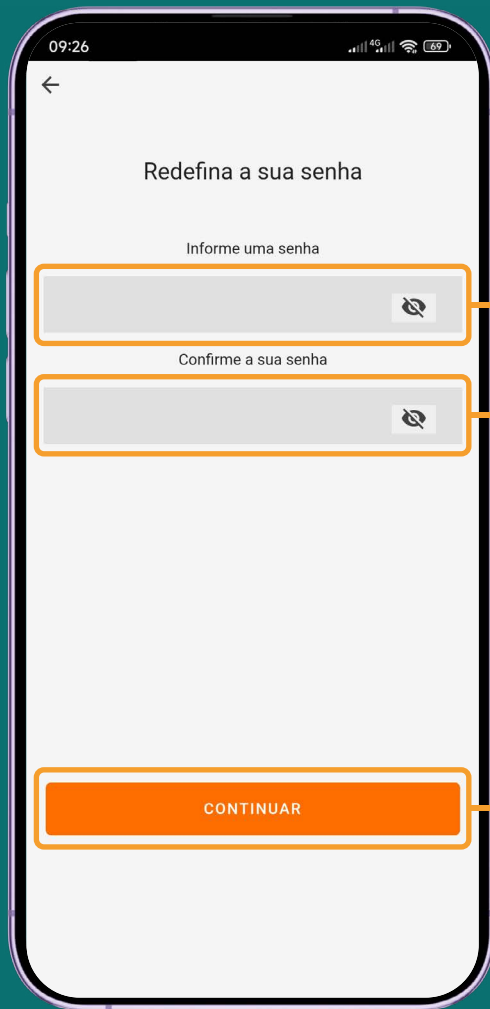 09:26
4G
69
Redefina a sua senha
Informe uma senha
Confirme a sua senha
CONTINUAR